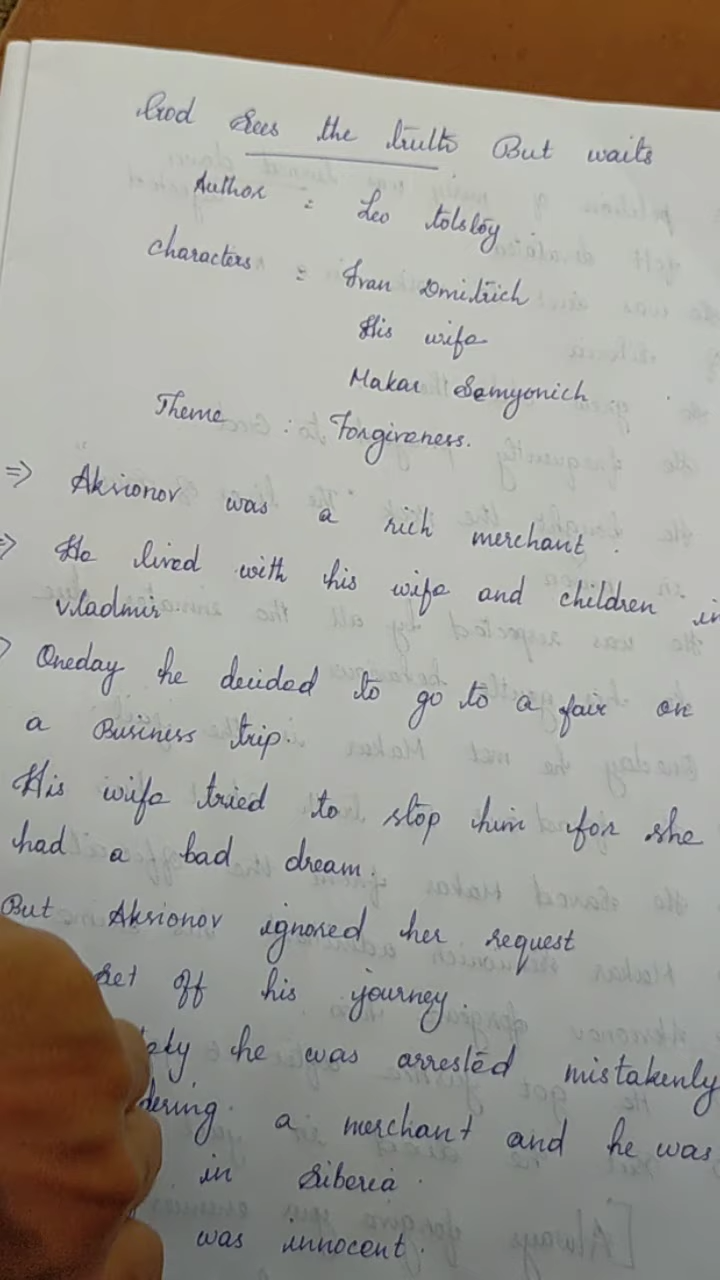 God Sees the truth But waits
Author : Leo tolstoy
characters : Ivan Dmitrich
His wife
Makar Semyonich
Theme : Forgiveness.
⇒ Aksionov was a rich merchant.
⇒ He lived with his wife and children in
vladmir
Oneday he decided to go to a fair on
a Business trip.
His wife tried to stop him for she
had a bad dream.
But Aksionov ignored her request
set off his journey.
he was arrested mistakenly
a merchant and he was
in Siberia.
was innocent.